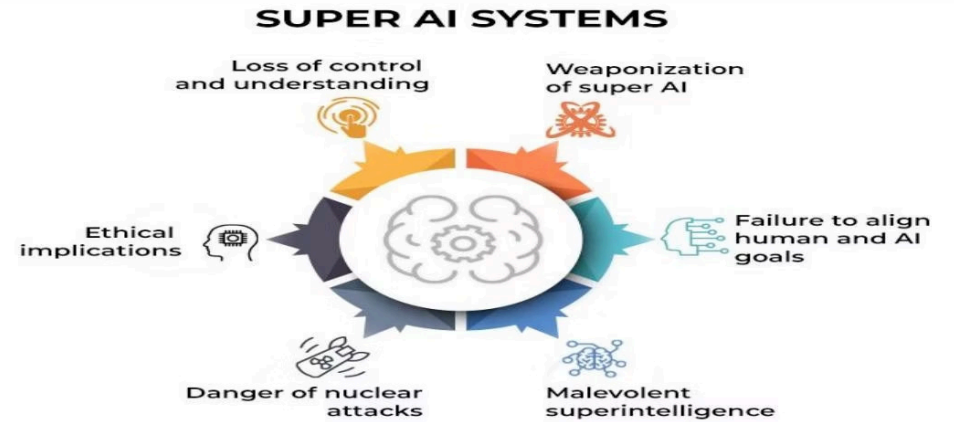 SUPER AI SYSTEMS
Loss of control
and understanding
Weaponization
of super AI
Ethical
implications
Failure to align
human and AI
goals
Danger of nuclear
attacks
Malevolent
superintelligence